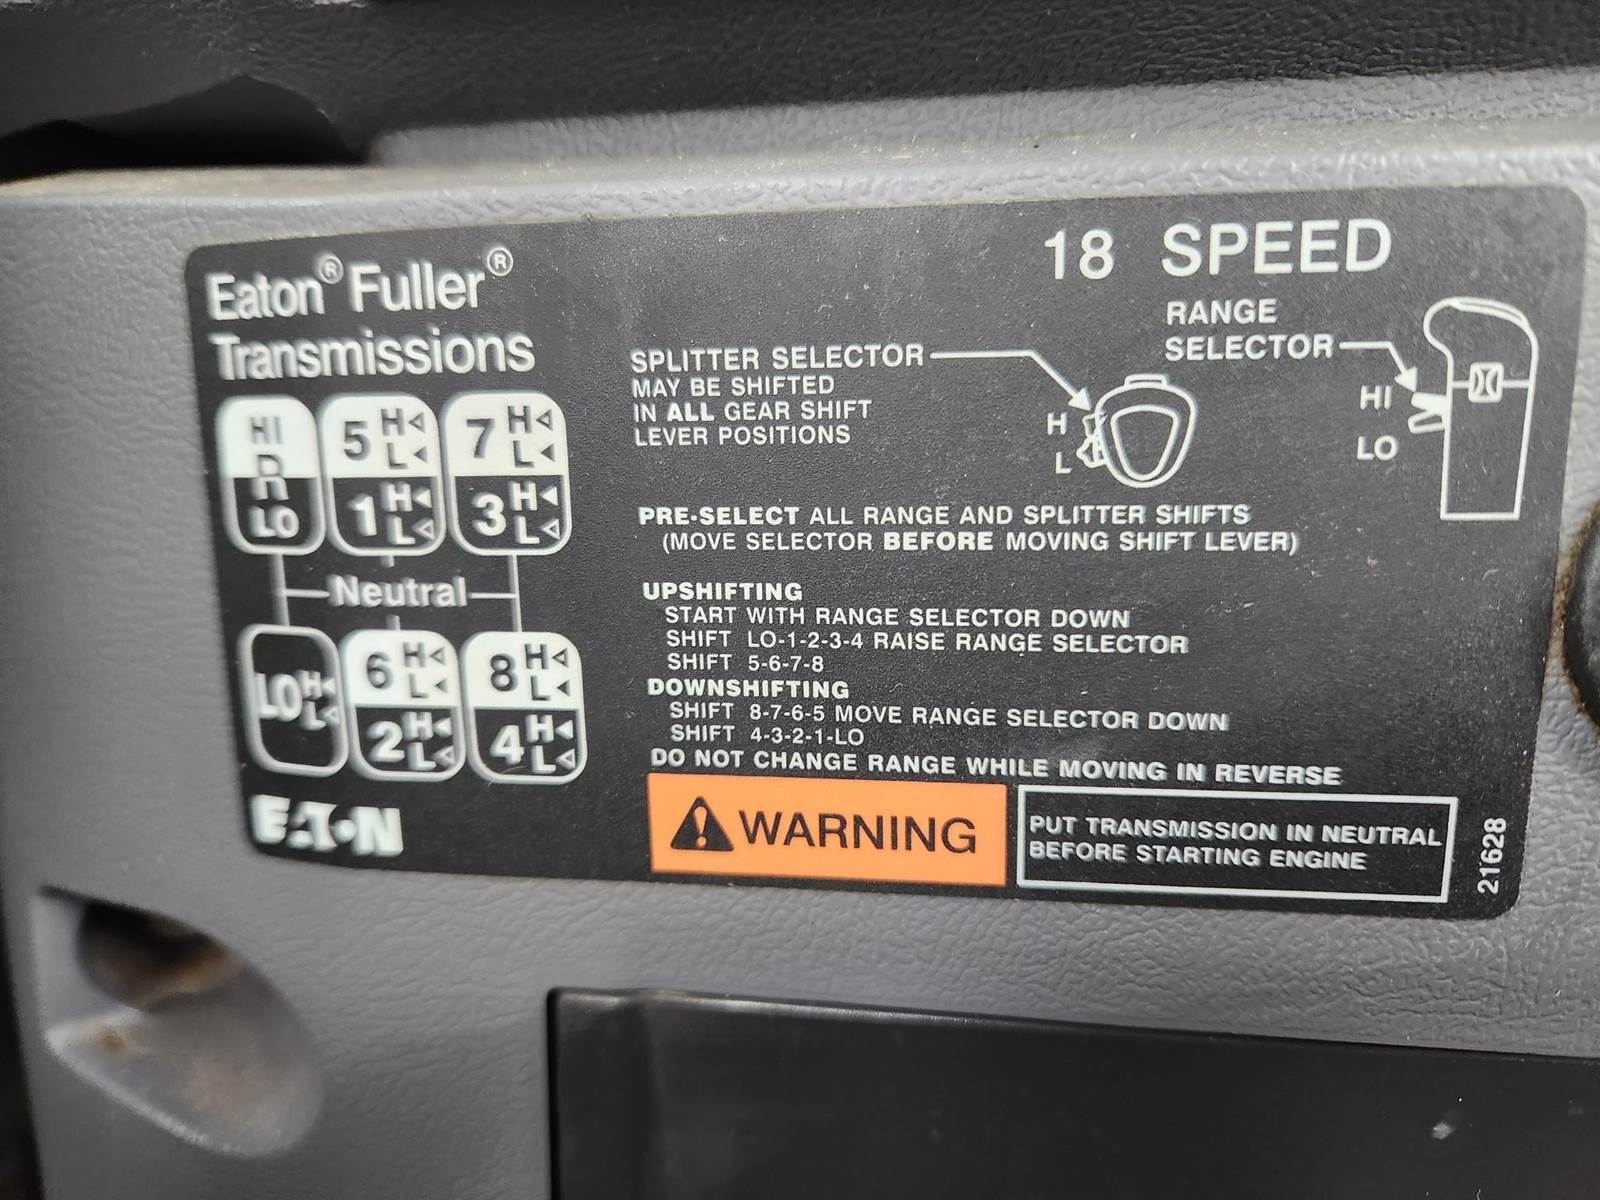 Eaton® Fuller®
Transmissions
HI
R
LO
5 H L
1 H L
7 H L
3 H L
Neutral
LO H L
6 H L
2 H L
8 H L
4 H L
EATON
18 SPEED
SPLITTER SELECTOR
MAY BE SHIFTED
IN ALL GEAR SHIFT
LEVER POSITIONS
H
L
RANGE
SELECTOR
HI
LO
PRE-SELECT ALL RANGE AND SPLITTER SHIFTS
(MOVE SELECTOR BEFORE MOVING SHIFT LEVER)
UPSHIFTING
START WITH RANGE SELECTOR DOWN
SHIFT LO-1-2-3-4 RAISE RANGE SELECTOR
SHIFT 5-6-7-8
DOWNSHIFTING
SHIFT 8-7-6-5 MOVE RANGE SELECTOR DOWN
SHIFT 4-3-2-1-LO
DO NOT CHANGE RANGE WHILE MOVING IN REVERSE
WARNING
PUT TRANSMISSION IN NEUTRAL
BEFORE STARTING ENGINE
21628